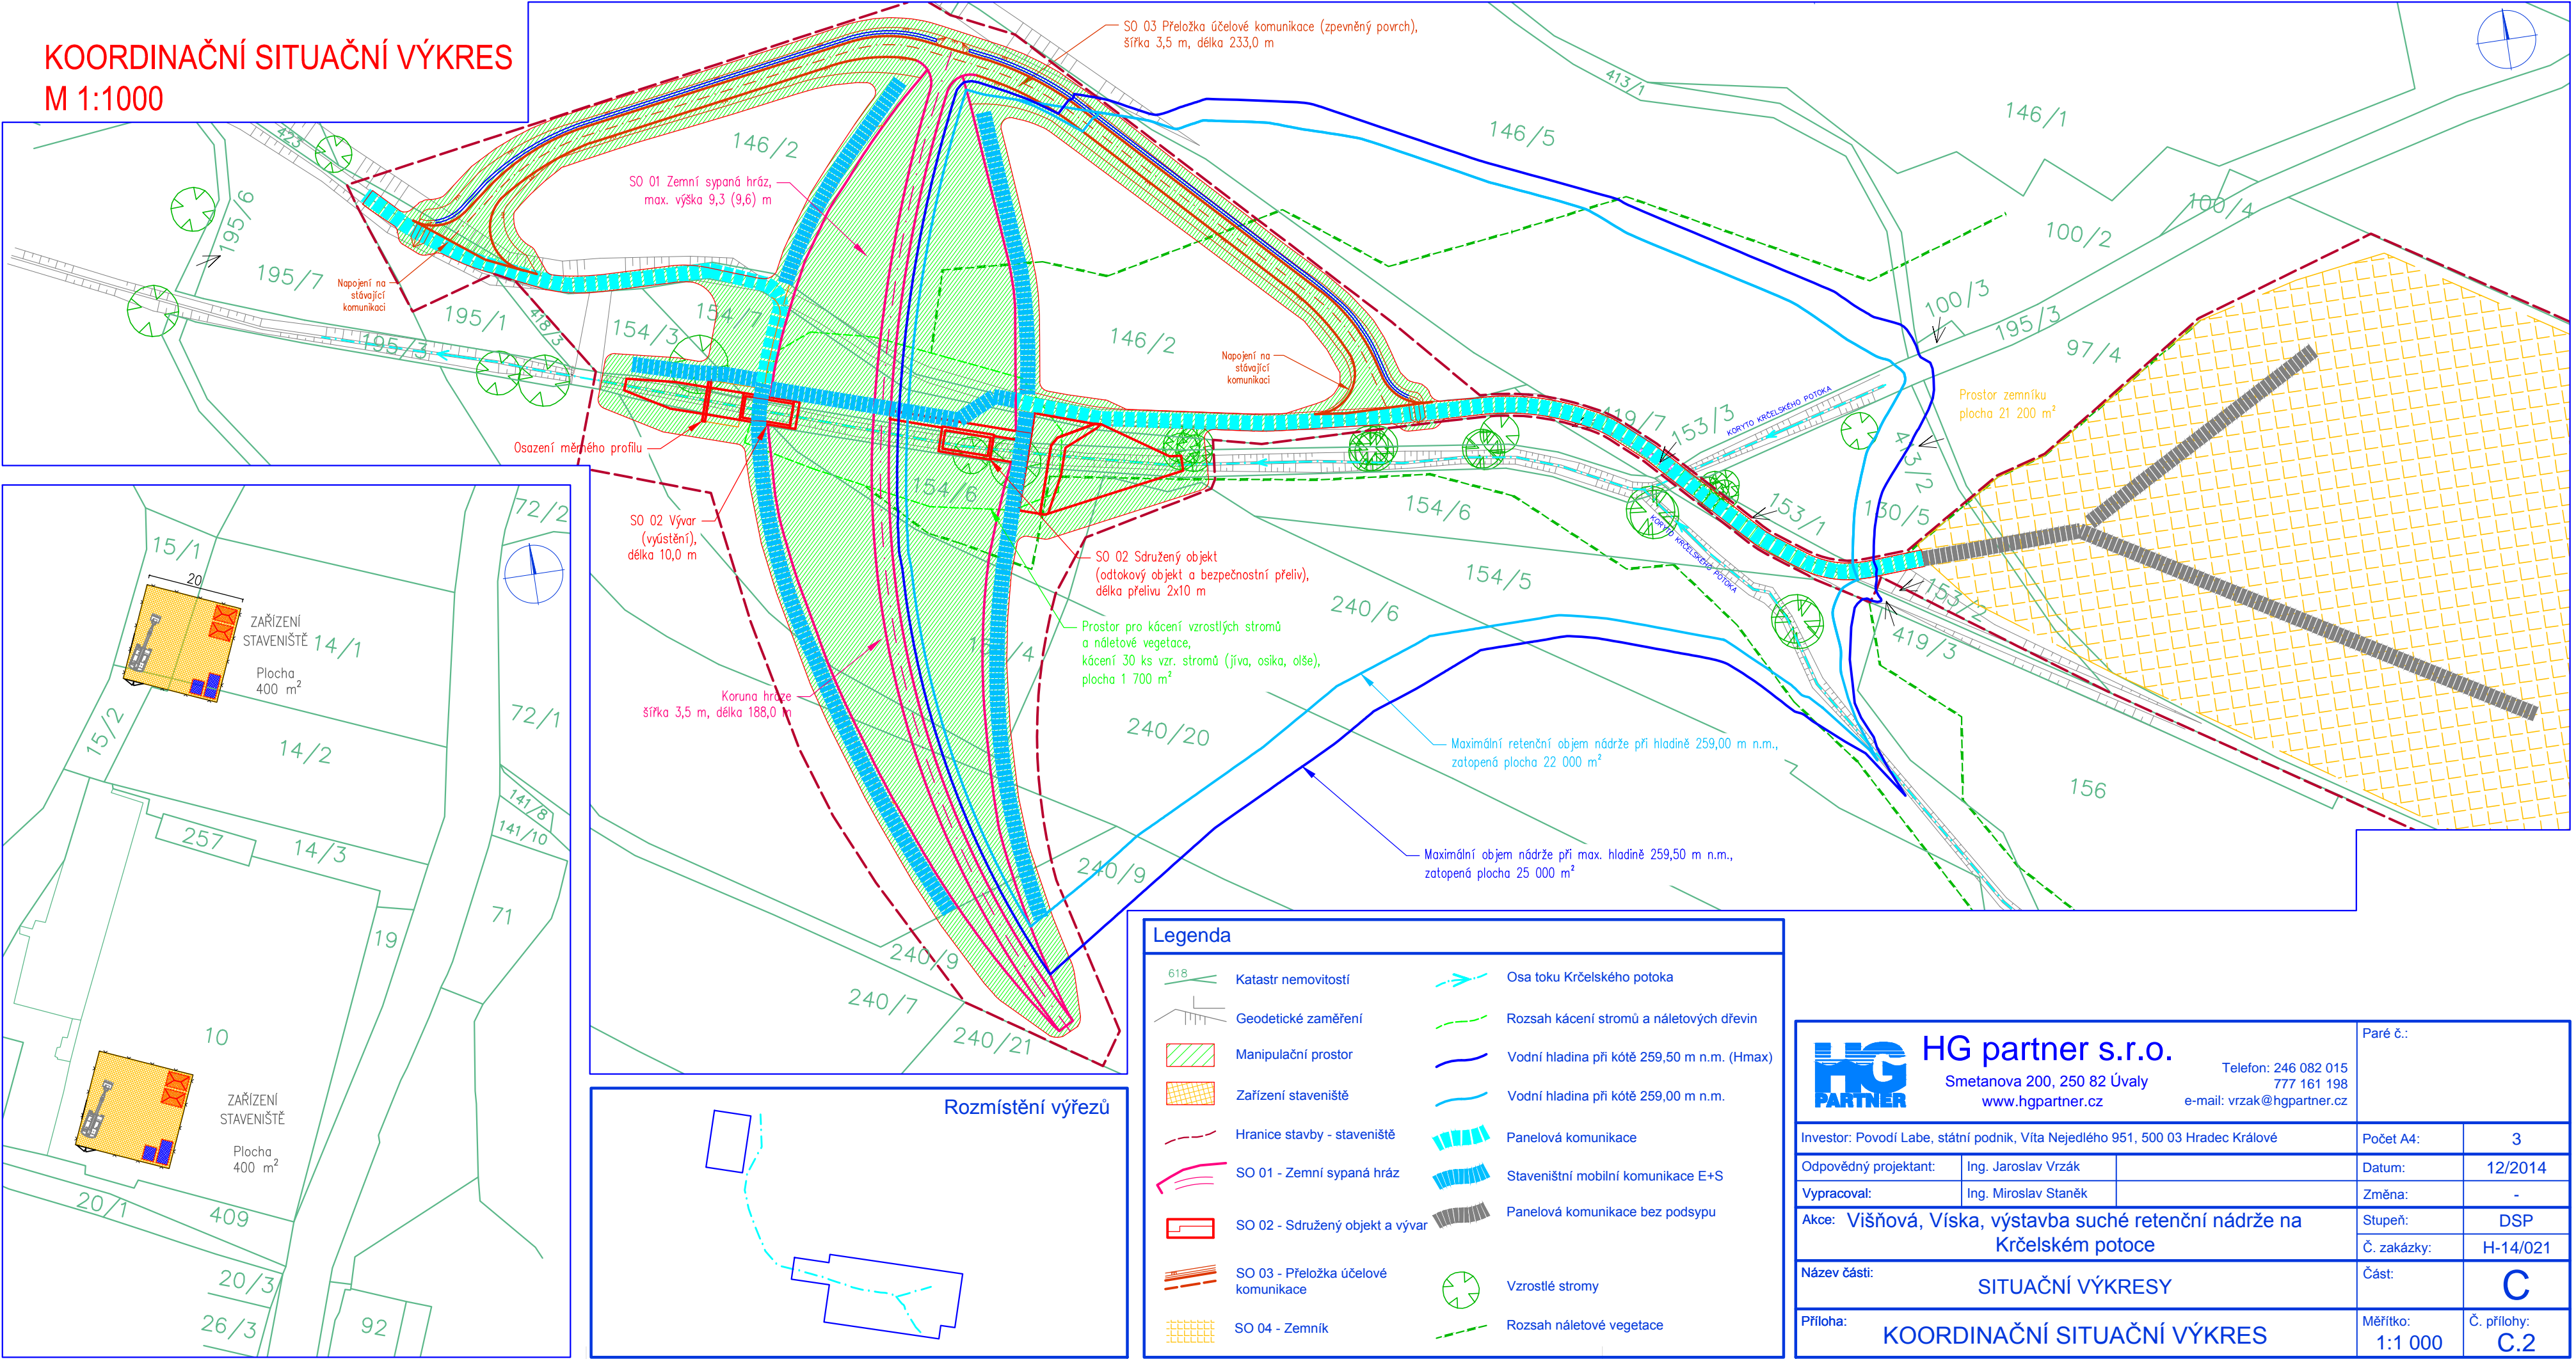 KOORDINAČNÍ SITUAČNÍ VÝKRES
M 1:1000
SO 03 Přeložka účelové komunikace (zpevněný povrch),
šířka 3,5 m, délka 233,0 m
423
146/2
146/5
413/1
146/1
SO 01 Zemní sypaná hráz,
max. výška 9,3 (9,6) m
195/6
195/7
100/4
100/2
Napojení na
stávající
komunikaci
195/1
418/3
154/3
154/7
195/3
146/2
Napojení na
stávající
komunikaci
100/3
195/3
97/4
Prostor zemníku
plocha 21 200 m²
KORYTO KRČELSKÉHO POTOKA
419/7
153/3
413/2
Osazení měrného profilu
154/6
154/6
153/1
130/5
KORYTO KRČELSKÉHO POTOKA
SO 02 Vývar
(vyústění),
délka 10,0 m
SO 02 Sdružený objekt
(odtokový objekt a bezpečnostní přeliv),
délka přelivu 2x10 m
154/5
240/6
153/2
419/3
Prostor pro kácení vzrostlých stromů
a náletové vegetace,
kácení 30 ks vzr. stromů (jíva, osika, olše),
plocha 1 700 m²
Koruna hráze
šířka 3,5 m, délka 188,0 m
240/20
Maximální retenční objem nádrže při hladině 259,00 m n.m.,
zatopená plocha 22 000 m²
7
156
Maximální objem nádrže při max. hladině 259,50 m n.m.,
zatopená plocha 25 000 m²
240/9
240/9
240/7
240/21
72/2
15/1
20
ZAŘÍZENÍ
STAVENIŠTĚ
14/1
Plocha
400 m²
15/2
14/2
72/1
141/8
141/10
257
14/3
71
19
10
ZAŘÍZENÍ
STAVENIŠTĚ
Plocha
400 m²
20/1
409
20/3
26/3
92
Rozmístění výřezů
Legenda
618
Katastr nemovitostí
Geodetické zaměření
Manipulační prostor
Zařízení staveniště
Hranice stavby - staveniště
SO 01 - Zemní sypaná hráz
SO 02 - Sdružený objekt a vývar
SO 03 - Přeložka účelové
komunikace
SO 04 - Zemník
Osa toku Krčelského potoka
Rozsah kácení stromů a náletových dřevin
Vodní hladina při kótě 259,50 m n.m. (Hmax)
Vodní hladina při kótě 259,00 m n.m.
Panelová komunikace
Staveništní mobilní komunikace E+S
Panelová komunikace bez podsypu
Vzrostlé stromy
Rozsah náletové vegetace
HG
PARTNER
HG partner s.r.o.
Smetanova 200, 250 82 Úvaly
www.hgpartner.cz
Telefon: 246 082 015
777 161 198
e-mail: vrzak@hgpartner.cz
Paré č.:
Investor: Povodí Labe, státní podnik, Víta Nejedlého 951, 500 03 Hradec Králové
Počet A4: 3
Odpovědný projektant: Ing. Jaroslav Vrzák
Datum: 12/2014
Vypracoval: Ing. Miroslav Staněk
Změna: -
Akce: Višňová, Víska, výstavba suché retenční nádrže na
Krčelském potoce
Stupeň: DSP
Č. zakázky: H-14/021
Název části:
SITUAČNÍ VÝKRESY
Část: C
Příloha:
KOORDINAČNÍ SITUAČNÍ VÝKRES
Měřítko:
1:1 000
Č. přílohy:
C.2